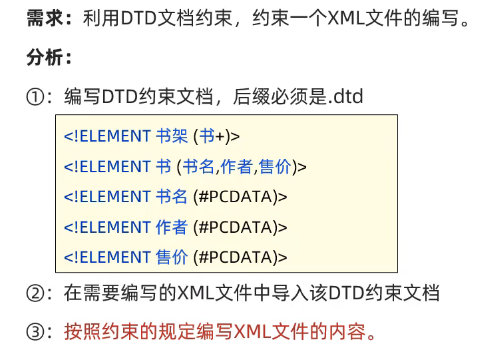 需求：利用DTD文档约束，约束一个XML文件的编写。
分析：
①：编写DTD约束文档，后缀必须是.dtd
<!ELEMENT 书架 (书+)>
<!ELEMENT 书 (书名,作者,售价)>
<!ELEMENT 书名 (#PCDATA)>
<!ELEMENT 作者 (#PCDATA)>
<!ELEMENT 售价 (#PCDATA)>
②：在需要编写的XML文件中导入该DTD约束文档
③：按照约束的规定编写XML文件的内容。